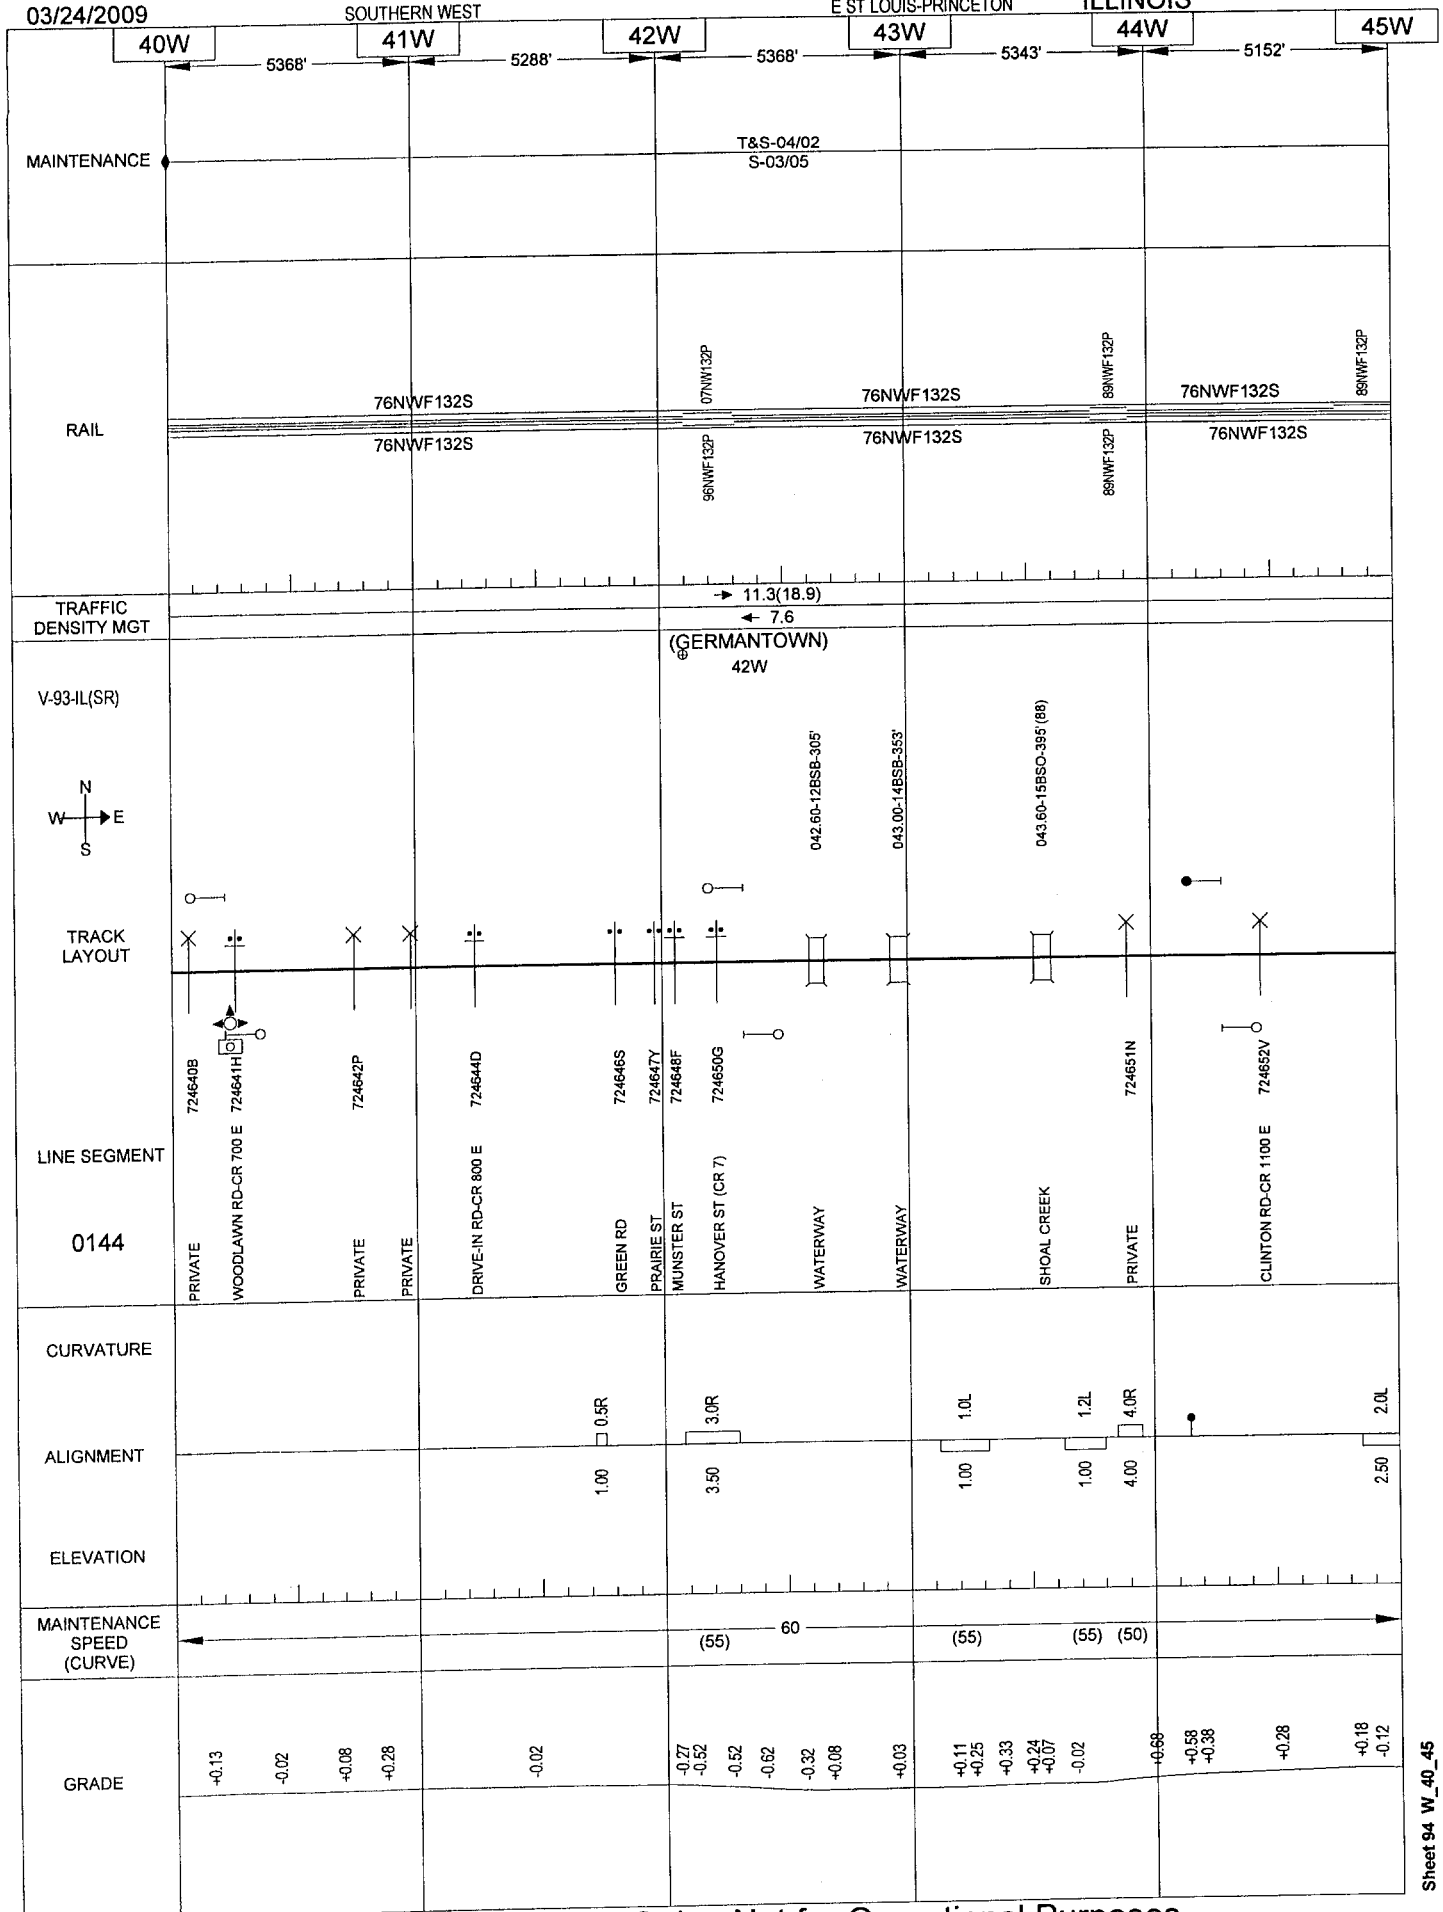 03/24/2009
SOUTHERN WEST
E ST LOUIS-PRINCETON
ILLINOIS
40W
41W
42W
43W
44W
45W
5368'
5288'
5368'
5343'
5152'
MAINTENANCE
T&S-04/02
S-03/05
RAIL
76NWF132S
76NWF132S
07NW132P
96NWF132P
76NWF132S
76NWF132S
89NWF132P
89NWF132P
76NWF132S
76NWF132S
89NWF132P
TRAFFIC
DENSITY MGT
11.3(18.9)
7.6
(GERMANTOWN)
42W
V-93-IL(SR)
N
W E
S
042.60-12BSB-305'
043.00-14BSB-353'
043.60-15BSO-395'(88)
TRACK
LAYOUT
724640B
724641H
724642P
724644D
724646S
724647Y
724648F
724650G
724651N
724652V
LINE SEGMENT
0144
PRIVATE
WOODLAWN RD-CR 700 E
PRIVATE
PRIVATE
DRIVE-IN RD-CR 800 E
GREEN RD
PRAIRIE ST
MUNSTER ST
HANOVER ST (CR 7)
WATERWAY
WATERWAY
SHOAL CREEK
PRIVATE
CLINTON RD-CR 1100 E
CURVATURE
0.5R
3.0R
1.0L
1.2L
4.0R
2.0L
ALIGNMENT
1.00
3.50
1.00
1.00
4.00
2.50
ELEVATION
MAINTENANCE
SPEED
(CURVE)
60
(55)
(55)
(55)
(50)
GRADE
+0.13
-0.02
+0.08
+0.28
-0.02
-0.27
-0.52
-0.52
-0.62
-0.32
+0.08
+0.03
+0.11
+0.25
+0.33
+0.24
+0.07
-0.02
+0.68
+0.58
+0.38
+0.28
+0.18
-0.12
Sheet 94 W_40_45
Not for Operational Purposes